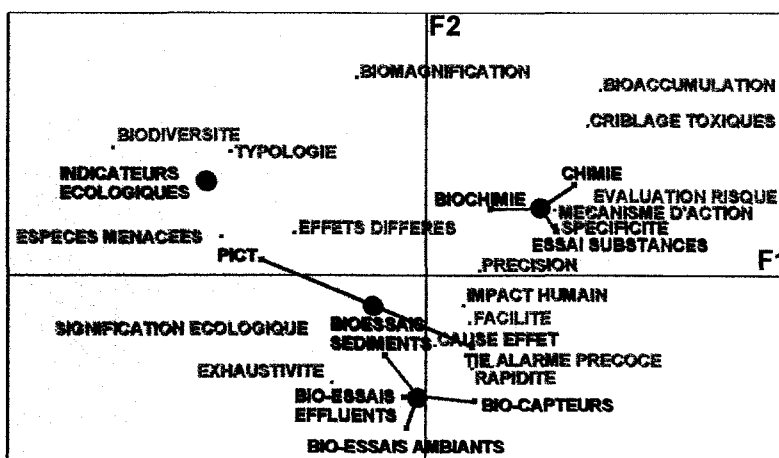 F2
BIOMAGNIFICATION
BIOACCUMULATION
CRIBLAGE TOXIQUES
BIODIVERSITE
TYPOLOGIE
INDICATEURS
ECOLOGIQUES
CHIMIE
BIOCHIMIE
EVALUATION RISQUE
MECANISME D'ACTION
SPECIFICITE
ESSAI SUBSTANCES
EFFETS DIFFERES
ESPECES MENACEES
PICT
F1
PRECISION
IMPACT HUMAIN
FACILITE
SIGNIFICATION ECOLOGIQUE
BIOESSAIS
SEDIMENTS
CAUSE EFFET
TIE ALARME PRECOCE
RAPIDITE
EXHAUSTIVITE
BIO-ESSAIS
EFFLUENTS
BIO-CAPTEURS
BIO-ESSAIS AMBIANTS